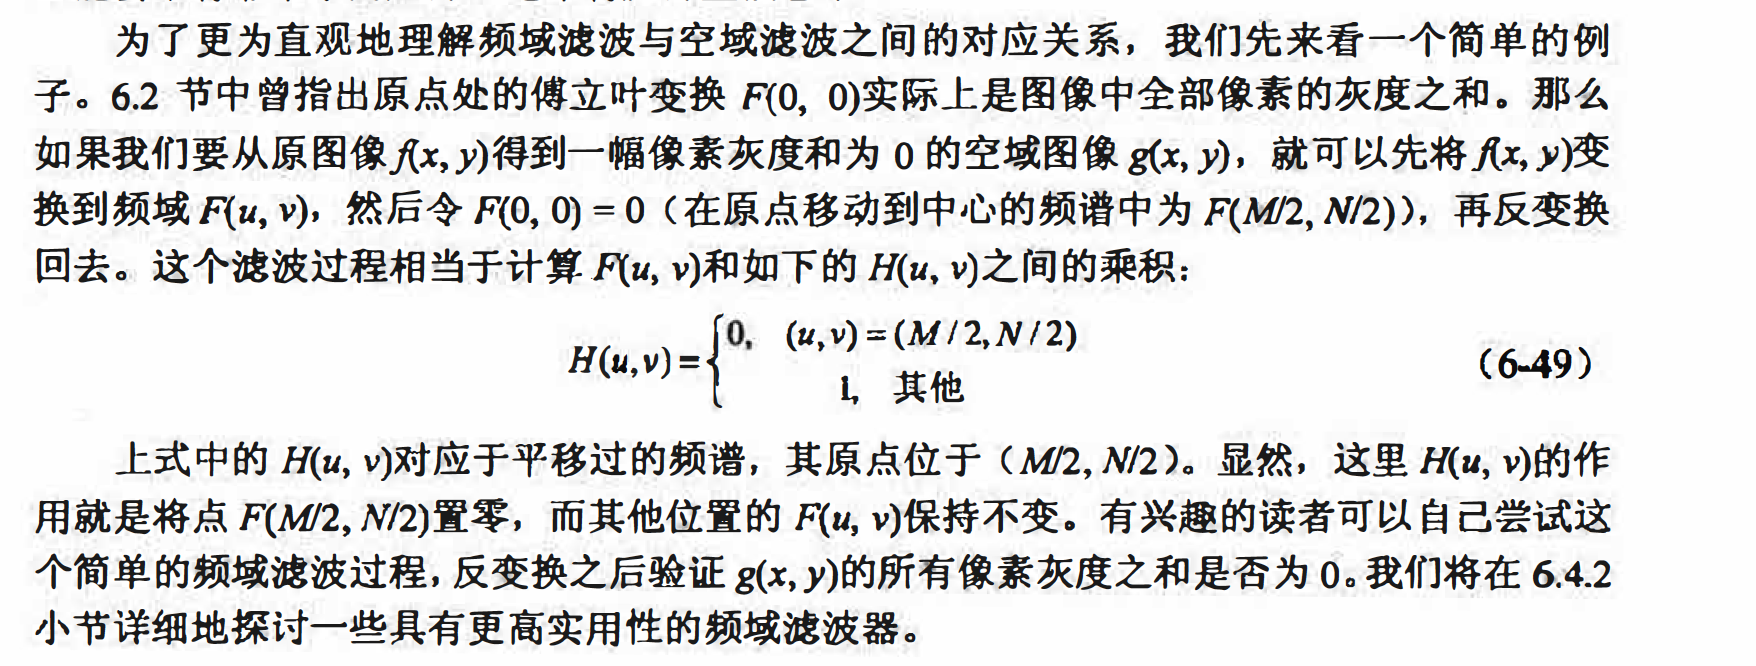 为了更为直观地理解频域滤波与空域滤波之间的对应关系，我们先来看一个简单的例
子。6.2 节中曾指出原点处的傅立叶变换 F(0, 0)实际上是图像中全部像素的灰度之和。那么
如果我们要从原图像 f(x, y)得到一幅像素灰度和为 0 的空域图像 g(x, y)，就可以先将 f(x, y)变
换到频域 F(u, v)，然后令 F(0, 0) = 0（在原点移动到中心的频谱中为 F(M/2, N/2)），再反变换
回去。这个滤波过程相当于计算 F(u, v)和如下的 H(u, v)之间的乘积：
H(u,v)={0, (u,v)=(M/2,N/2)
1, 其他
（6-49）
上式中的 H(u, v)对应于平移过的频谱，其原点位于（M/2, N/2）。显然，这里 H(u, v)的作
用就是将点 F(M/2, N/2)置零，而其他位置的 F(u, v)保持不变。有兴趣的读者可以自己尝试这
个简单的频域滤波过程，反变换之后验证 g(x, y)的所有像素灰度之和是否为 0。我们将在 6.4.2
小节详细地探讨一些具有更高实用性的频域滤波器。